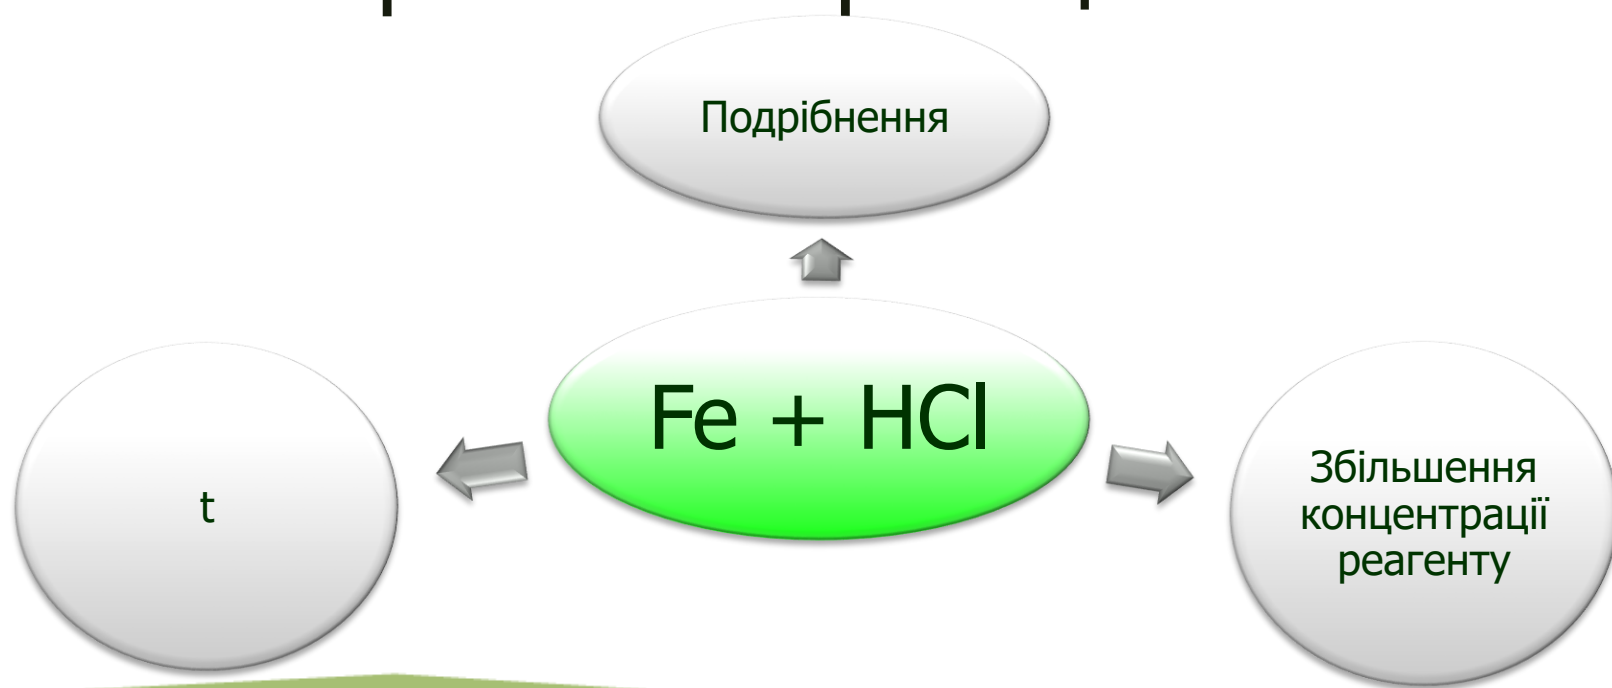 Подрібнення
Fe + HCl
t
Збільшення
концентрації
реагенту